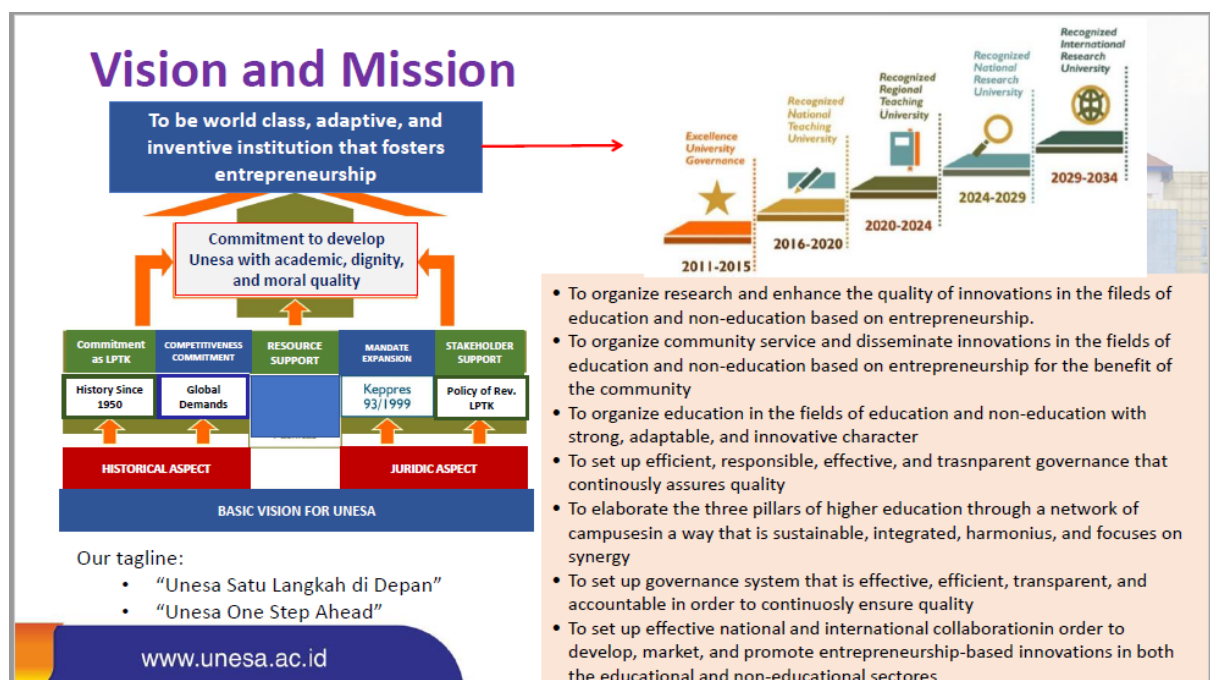 Vision and Mission
To be world class, adaptive, and
inventive institution that fosters
entrepreneurship
Commitment to develop
Unesa with academic, dignity,
and moral quality
Commitment
as LPTK
COMPETITIVENESS
COMMITMENT
RESOURCE
SUPPORT
MANDATE
EXPANSION
STAKEHOLDER
SUPPORT
History Since
1950
Global
Demands
Keppres
93/1999
Policy of Rev.
LPTK
HISTORICAL ASPECT
JURIDIC ASPECT
BASIC VISION FOR UNESA
Our tagline:
• “Unesa Satu Langkah di Depan”
• “Unesa One Step Ahead”
www.unesa.ac.id
Excellence
University
Governance
2011-2015
Recognized
National
Teaching
University
2016-2020
Recognized
Regional
Teaching
University
2020-2024
Recognized
National
Research
University
2024-2029
Recognized
International
Research
University
2029-2034
• To organize research and enhance the quality of innovations in the fileds of
education and non-education based on entrepreneurship.
• To organize community service and disseminate innovations in the fields of
education and non-education based on entrepreneurship for the benefit of
the community
• To organize education in the fields of education and non-education with
strong, adaptable, and innovative character
• To set up efficient, responsible, effective, and trasnparent governance that
continously assures quality
• To elaborate the three pillars of higher education through a network of
campusesin a way that is sustainable, integrated, harmonius, and focuses on
synergy
• To set up governance system that is effective, efficient, transparent, and
accountable in order to continuosly ensure quality
• To set up effective national and international collaborationin order to
develop, market, and promote entrepreneurship-based innovations in both
the educational and non-educational sectores